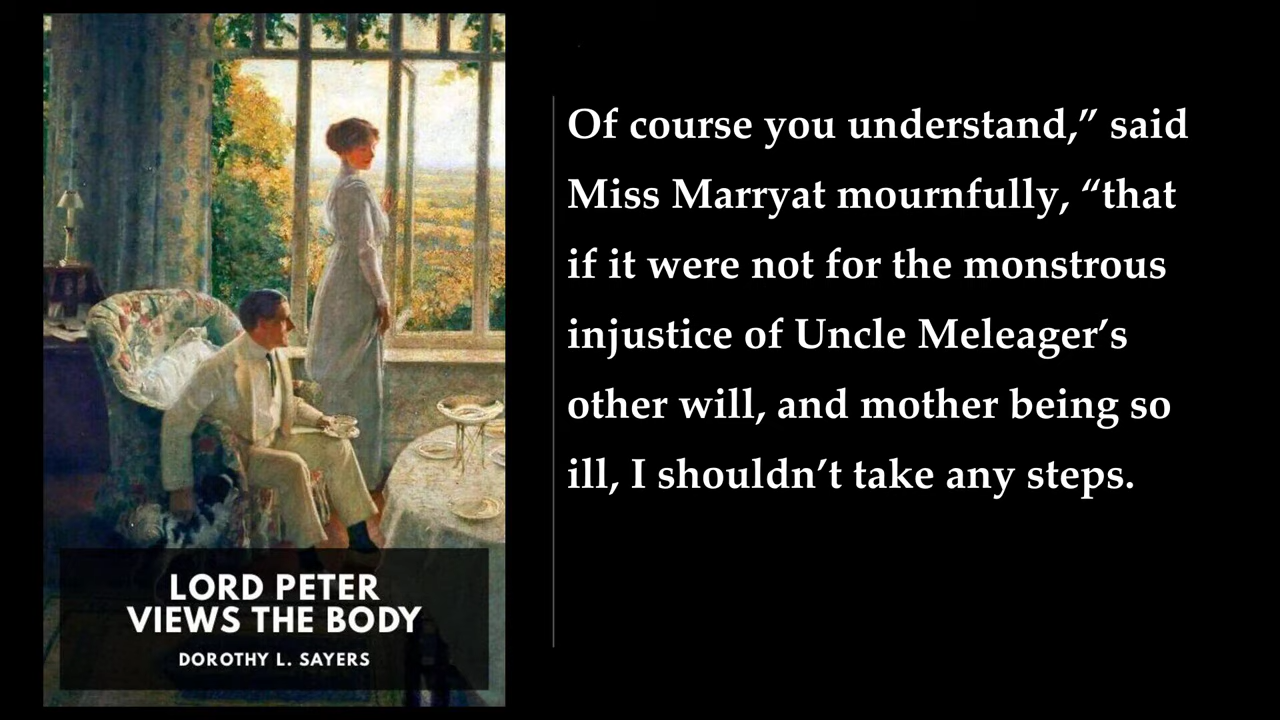 LORD PETER
VIEWS THE BODY
DOROTHY L. SAYERS
Of course you understand,” said
Miss Marryat mournfully, “that
if it were not for the monstrous
injustice of Uncle Meleager’s
other will, and mother being so
ill, I shouldn’t take any steps.